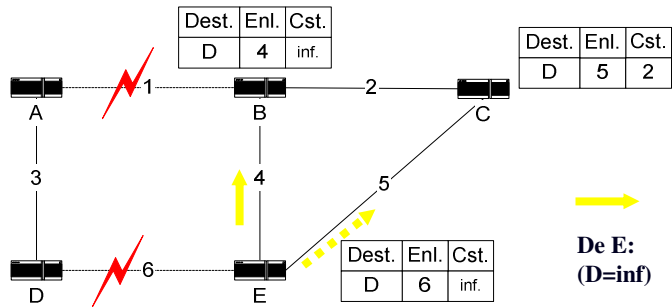 Dest. Enl. Cst.
D 4 inf.
Dest. Enl. Cst.
D 5 2
1
2
A
B
C
3
4
5
De E:
(D=inf)
6
D
E
Dest. Enl. Cst.
D 6 inf.